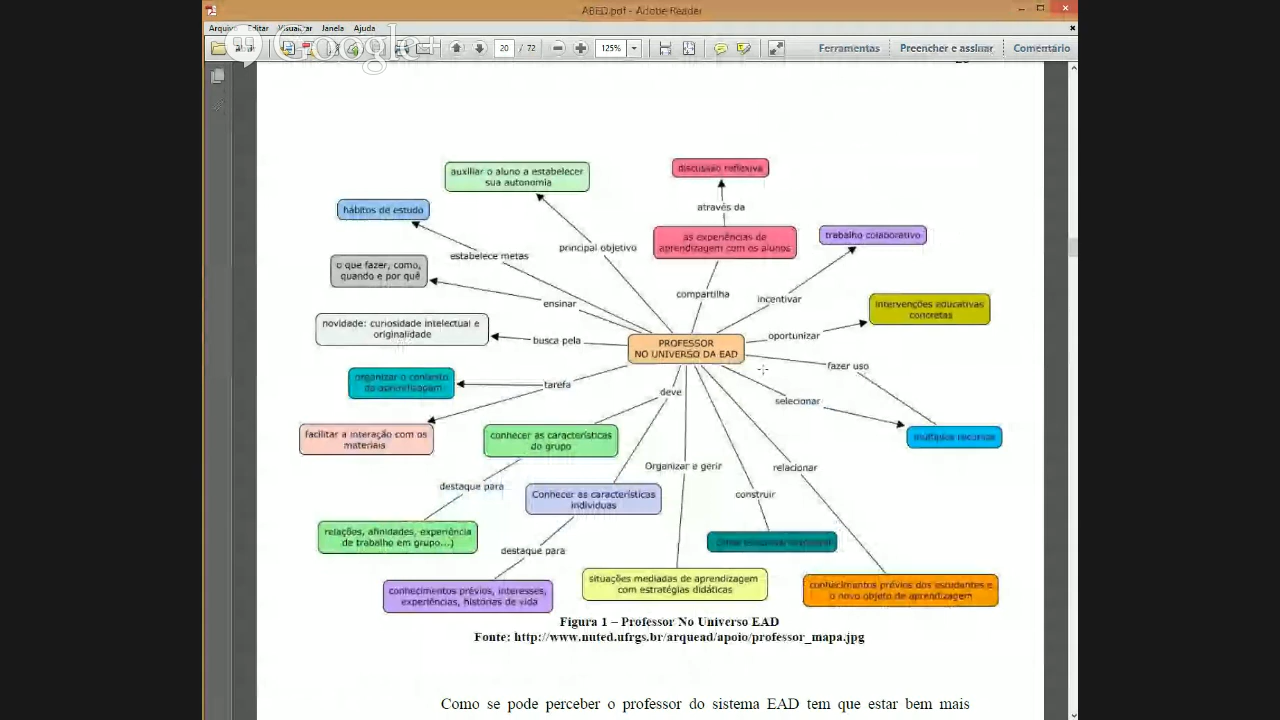 ABED.pdf - Adobe Reader
Arquivo Editar Visualizar Janela Ajuda
Google+
20 / 72
125%
Ferramentas
Preencher e assinar
Comentário
auxiliar o aluno a estabelecer
sua autonomia
discussão reflexiva
hábitos de estudo
através da
as experiências de
aprendizagem com os alunos
trabalho colaborativo
principal objetivo
estabelece metas
o que fazer, como,
quando e por quê
compartilha
incentivar
ensinar
intervenções educativas
concretas
novidade: curiosidade intelectual e
originalidade
busca pela
PROFESSOR
NO UNIVERSO DA EAD
oportunizar
fazer uso
organizar o contexto
da aprendizagem
tarefa
deve
selecionar
facilitar a interação com os
materiais
conhecer as características
do grupo
múltiplos recursos
Organizar e gerir
relacionar
destaque para
Conhecer as características
individuas
construir
relações, afinidades, experiência
de trabalho em grupo...)
destaque para
situações mediadas de aprendizagem
com estratégias didáticas
conhecimentos prévios, interesses,
experiências, histórias de vida
conhecimentos prévios dos estudantes e
o novo objeto de aprendizagem
Figura 1 – Professor No Universo EAD
Fonte: http://www.nuted.ufrgs.br/arquead/apoio/professor_mapa.jpg
Como se pode perceber o professor do sistema EAD tem que estar bem mais